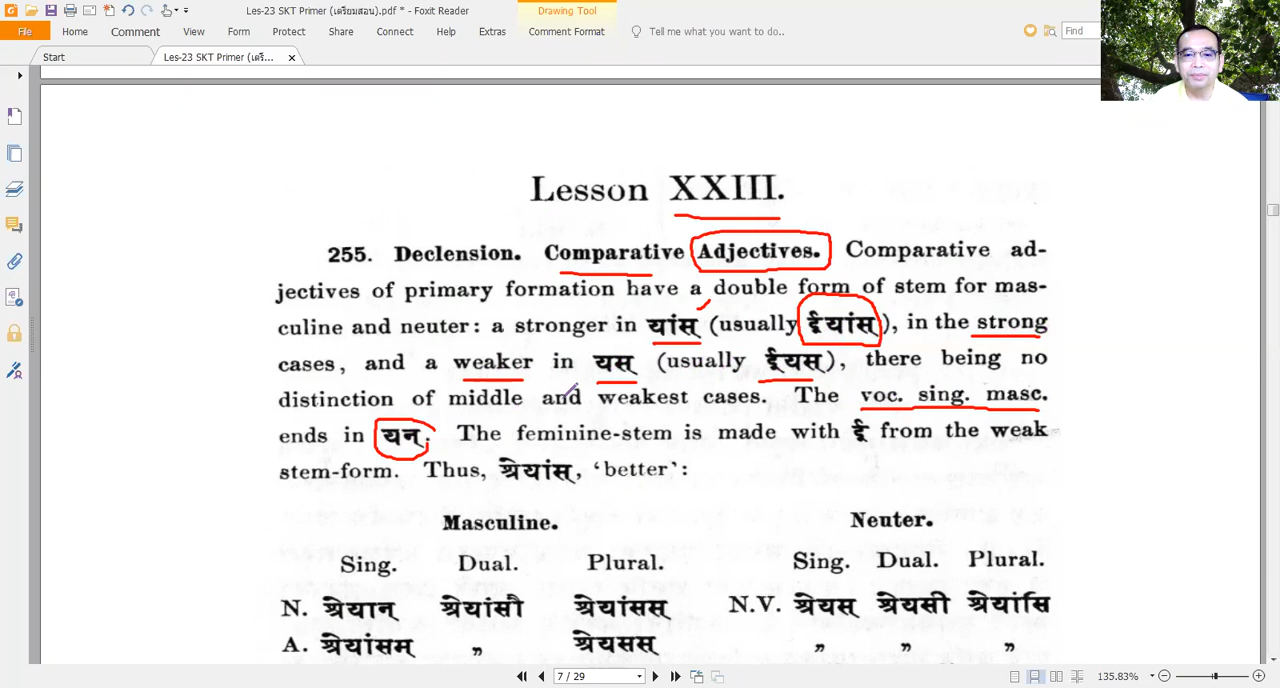 Les-23 SKT Primer (เตรียมสอน).pdf * - Foxit Reader
Drawing Tool
File Home Comment View Form Protect Share Connect Help Extras Comment Format Tell me what you want to do.. Find
Start Les-23 SKT Primer (เตรี...
Lesson XXIII.
255. Declension. Comparative Adjectives. Comparative ad-
jectives of primary formation have a double form of stem for mas-
culine and neuter: a stronger in यांस् (usually ईयांस्), in the strong
cases, and a weaker in यस् (usually ईयस्), there being no
distinction of middle and weakest cases. The voc. sing. masc.
ends in यन्. The feminine-stem is made with ई from the weak
stem-form. Thus, श्रेयांस्, ‘better’:
Masculine. Neuter.
Sing. Dual. Plural. Sing. Dual. Plural.
N. श्रेयान् श्रेयांसौ श्रेयांसस् N.V. श्रेयस् श्रेयसी श्रेयांसि
A. श्रेयांसम् „ श्रेयसस् „ „ „
7 / 29 135.83%